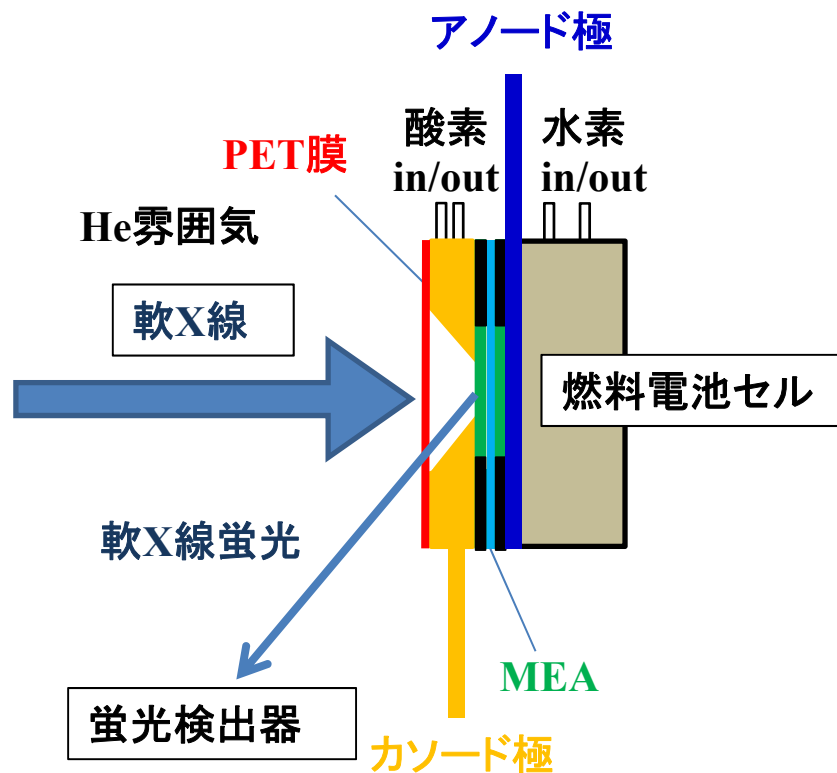 アノード極
酸素
in/out
水素
in/out
PET膜
He雰囲気
軟X線
燃料電池セル
軟X線蛍光
MEA
蛍光検出器
カソード極